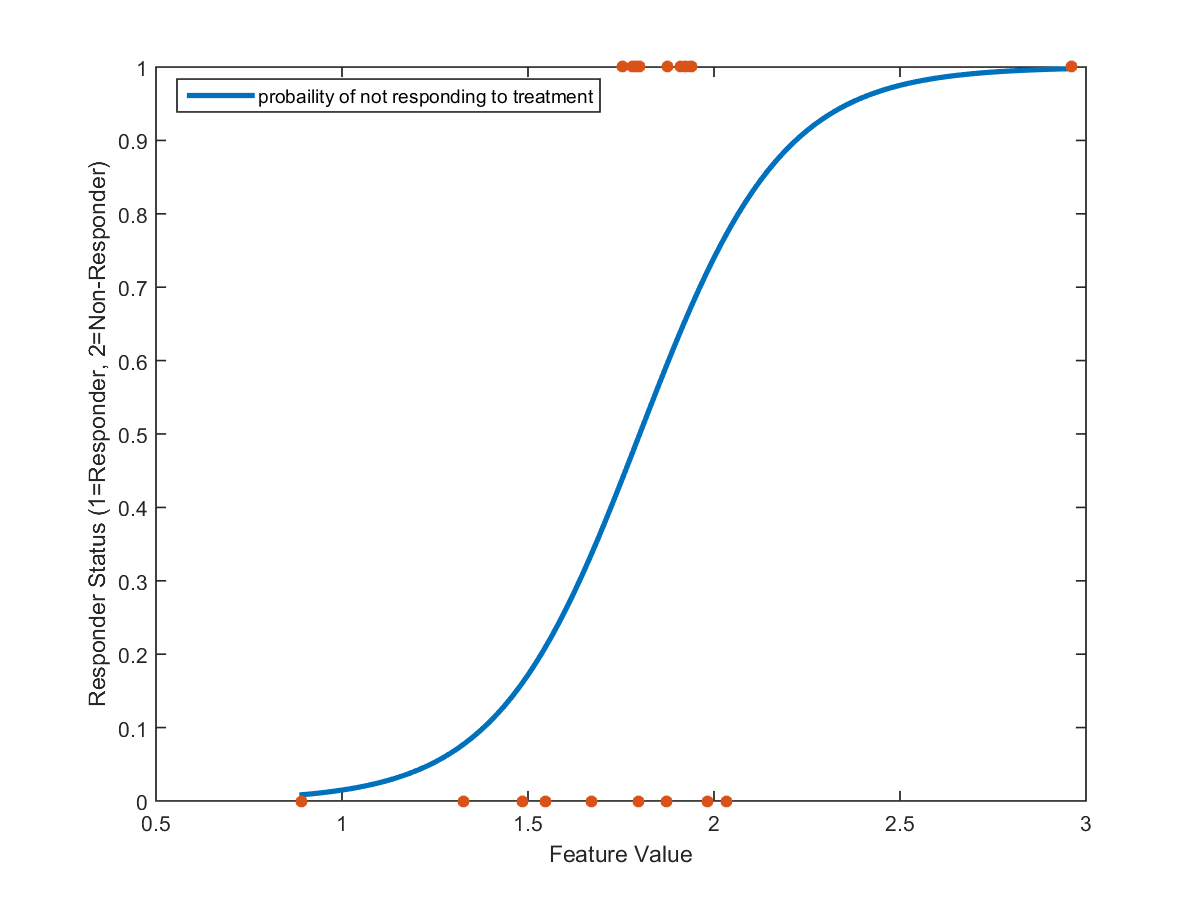 probaility of not responding to treatment
Responder Status (1=Responder, 2=Non-Responder)
1
0.9
0.8
0.7
0.6
0.5
0.4
0.3
0.2
0.1
0
0.5 1 1.5 2 2.5 3
Feature Value